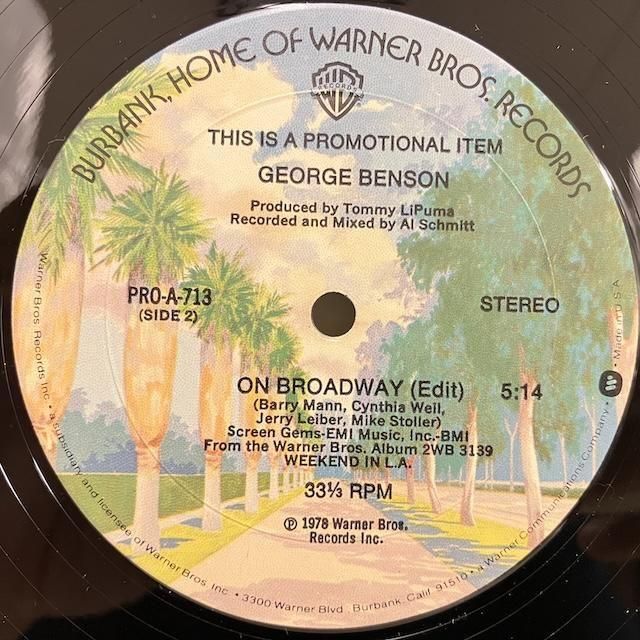 BURBANK, HOME OF WARNER BROS. RECORDS
RECORDS
THIS IS A PROMOTIONAL ITEM
GEORGE BENSON
Produced by Tommy LiPuma
Recorded and Mixed by Al Schmitt
PRO-A-713
(SIDE 2)
STEREO
ON BROADWAY (Edit) 5:14
(Barry Mann, Cynthia Weil,
Jerry Leiber, Mike Stoller)
Screen Gems-EMI Music, Inc.-BMI
From the Warner Bros. Album 2WB 3139
WEEKEND IN L.A.
33⅓ RPM
℗ 1978 Warner Bros.
Records Inc.
Warner Bros. Records Inc. • a subsidiary and licensee of Warner Bros. Inc. • 3300 Warner Blvd., Burbank, Calif. 91510 • a Warner Communications Company • Made in U.S.A.